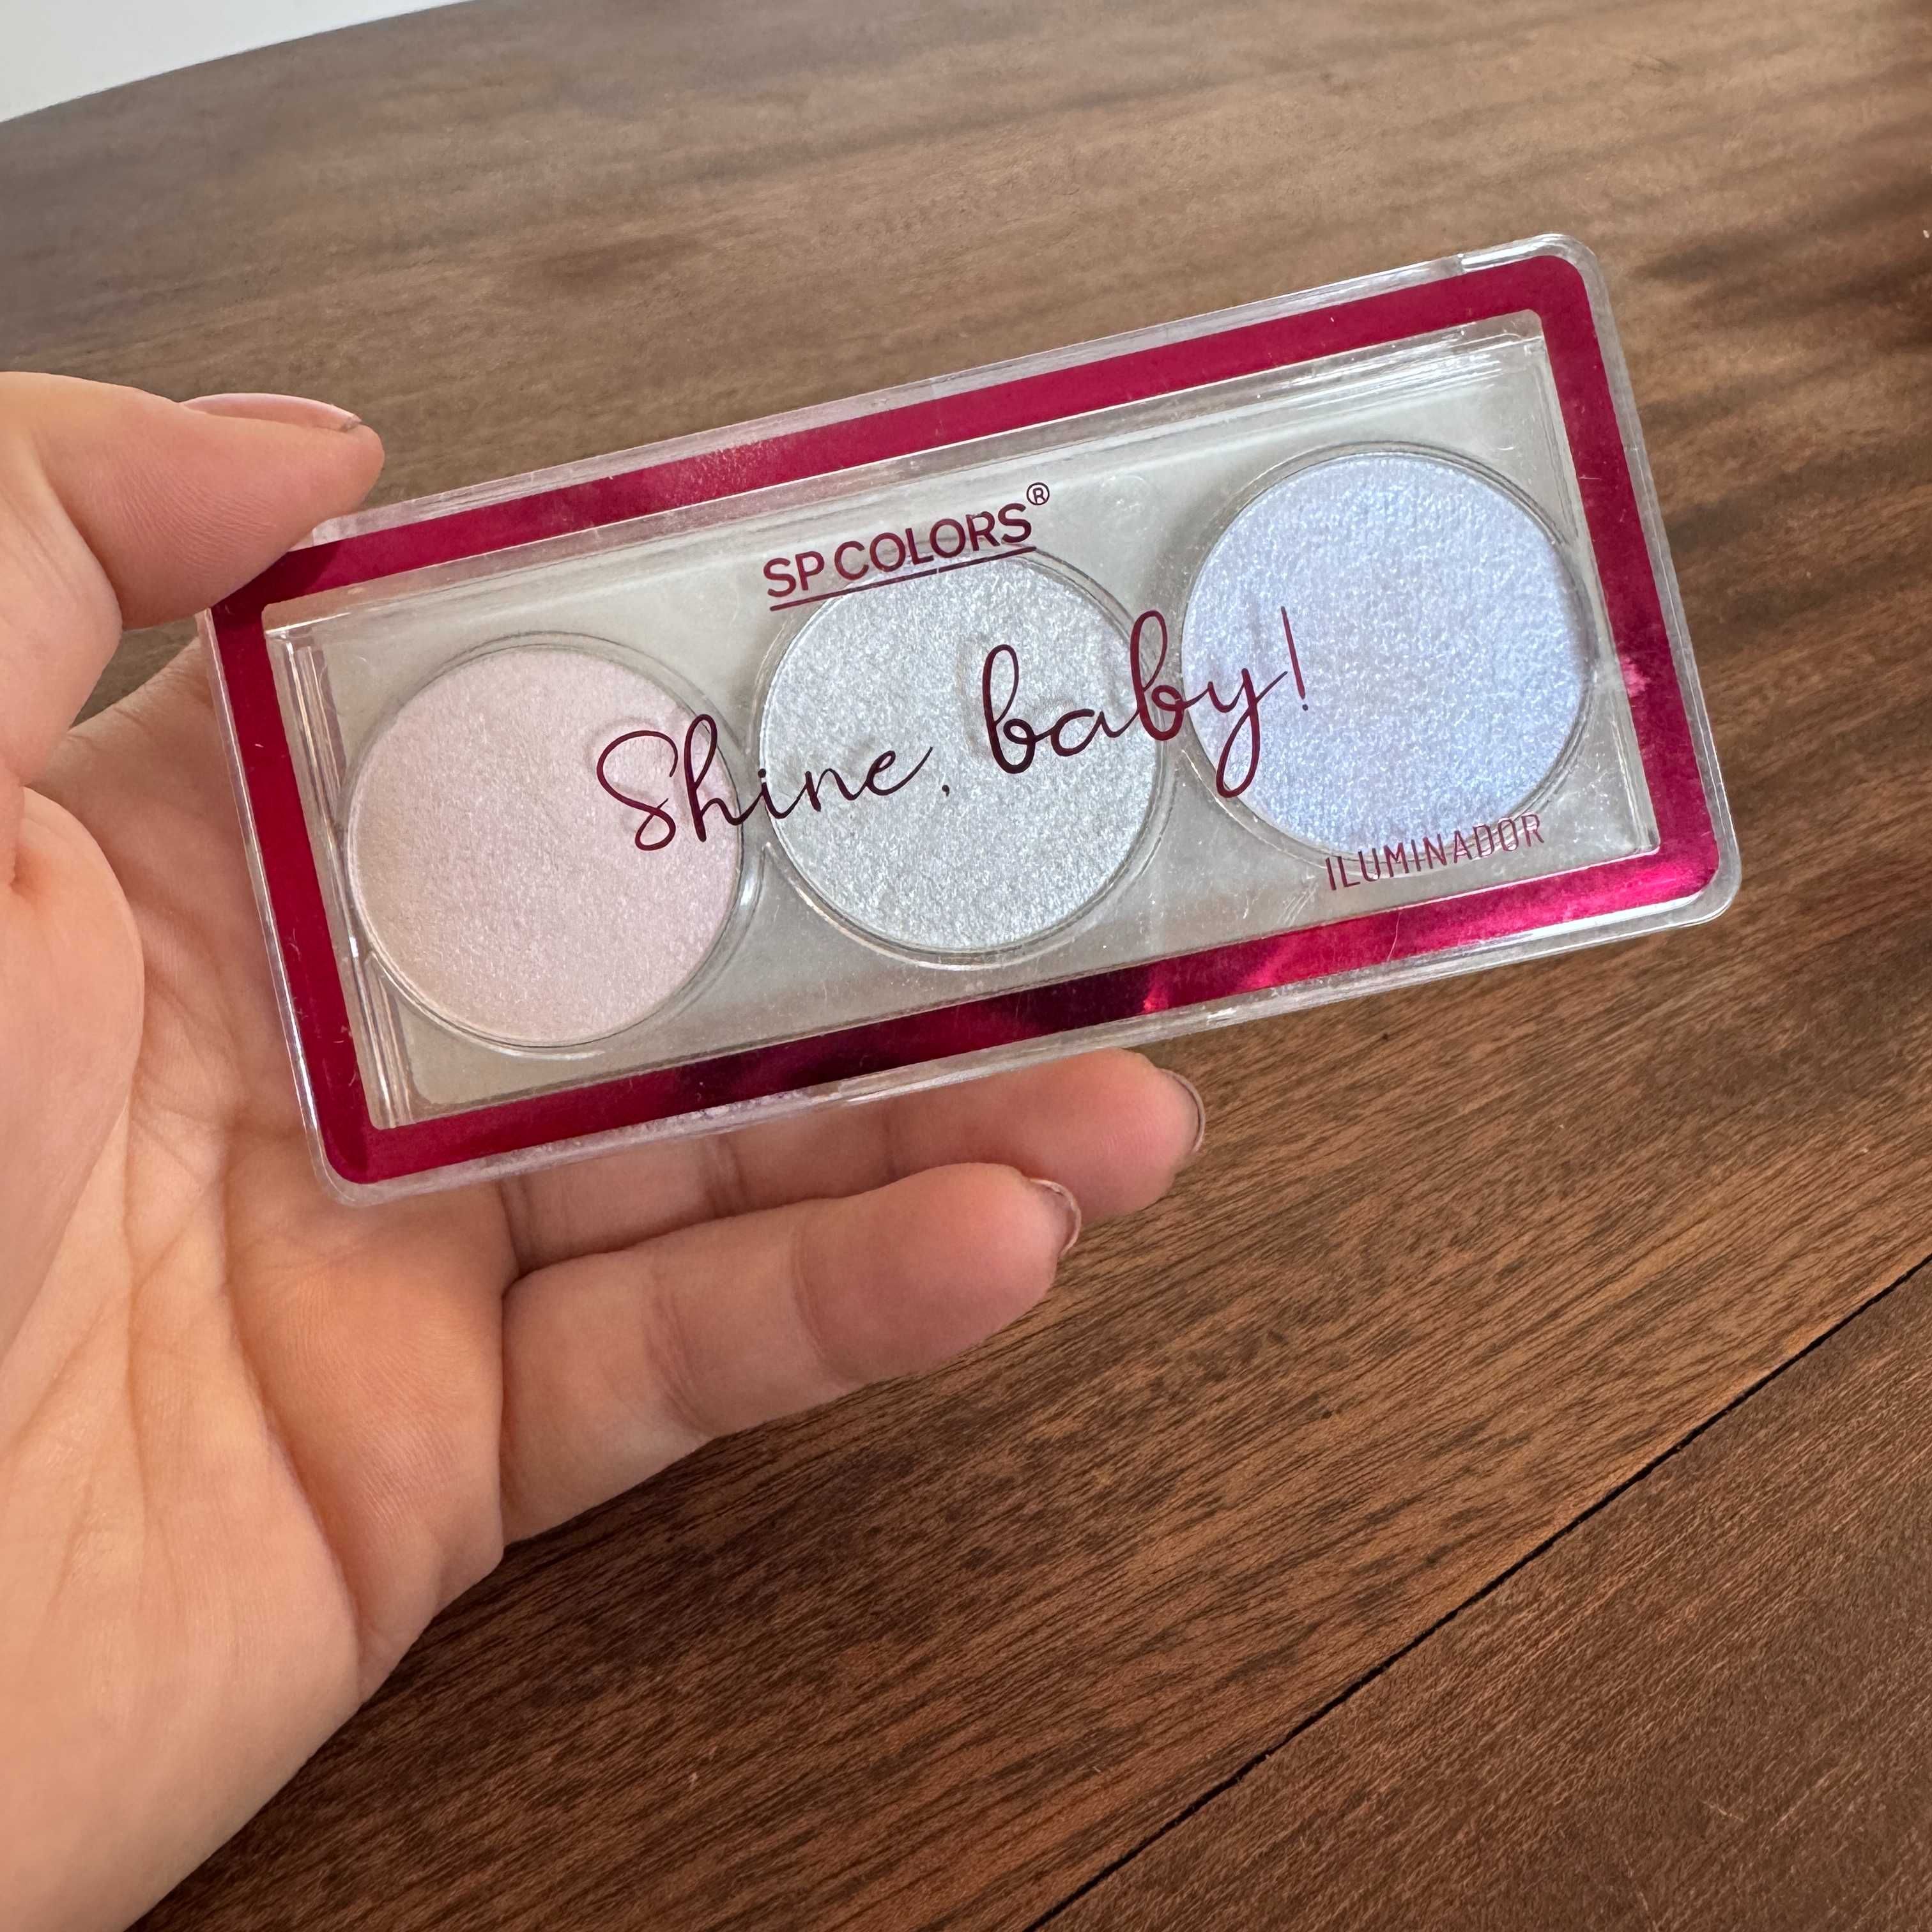 SP COLORS®
Shine, baby!
ILUMINADOR